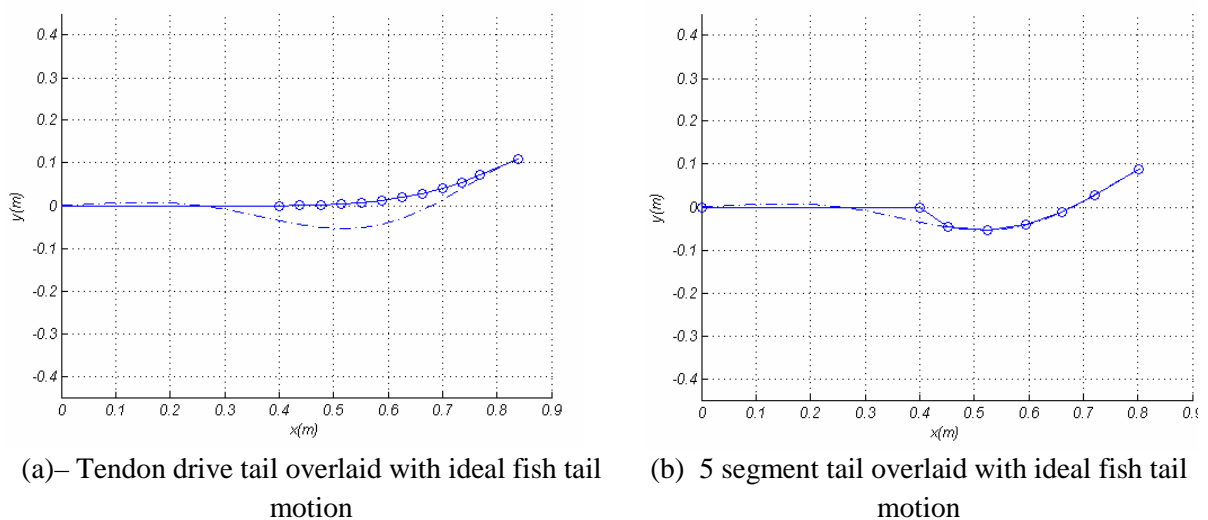 0.4
0.3
0.2
0.1
0
-0.1
-0.2
-0.3
-0.4
y(m)
0 0.1 0.2 0.3 0.4 0.5 0.6 0.7 0.8 0.9
x(m)
(a)– Tendon drive tail overlaid with ideal fish tail
motion
0.4
0.3
0.2
0.1
0
-0.1
-0.2
-0.3
-0.4
y(m)
0 0.1 0.2 0.3 0.4 0.5 0.6 0.7 0.8 0.9
x(m)
(b) 5 segment tail overlaid with ideal fish tail
motion